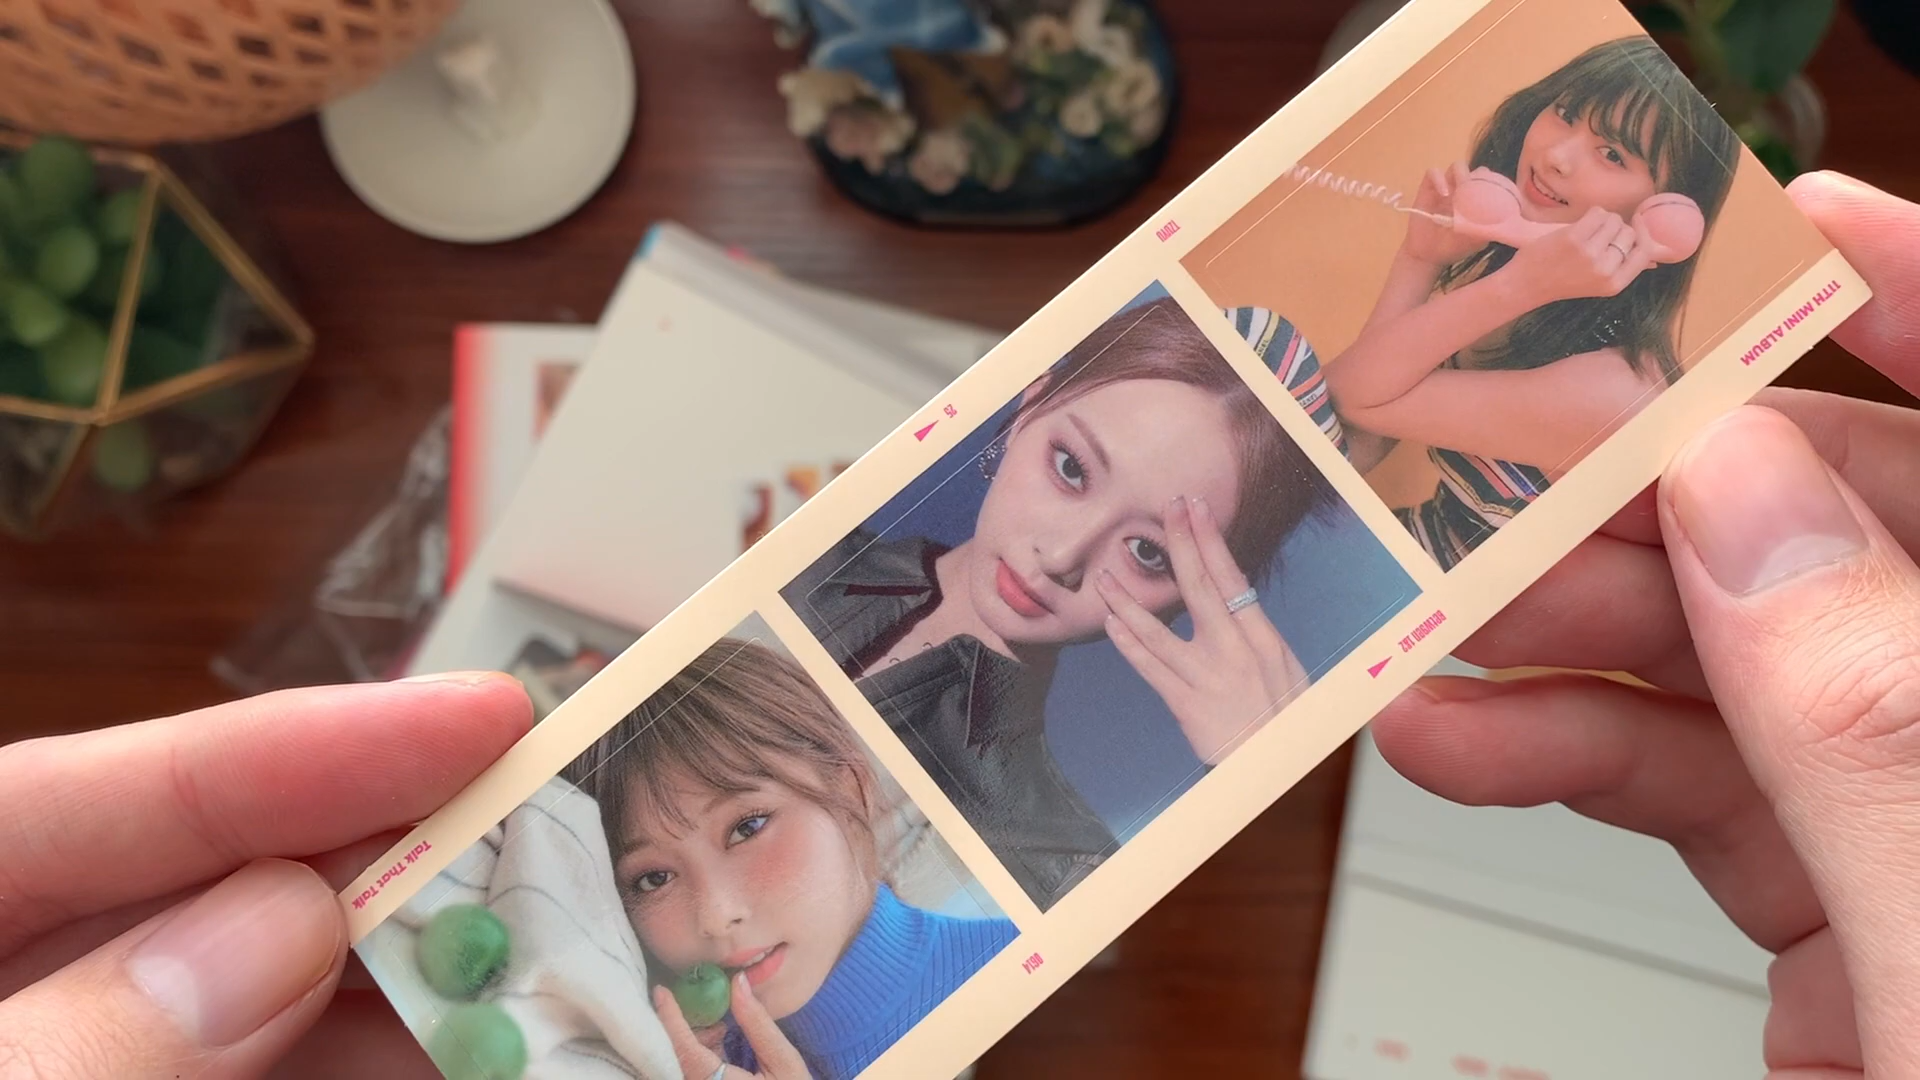 Talk That Talk
25
TZUYU
0614
BETWEEN 1&2
11TH MINI ALBUM